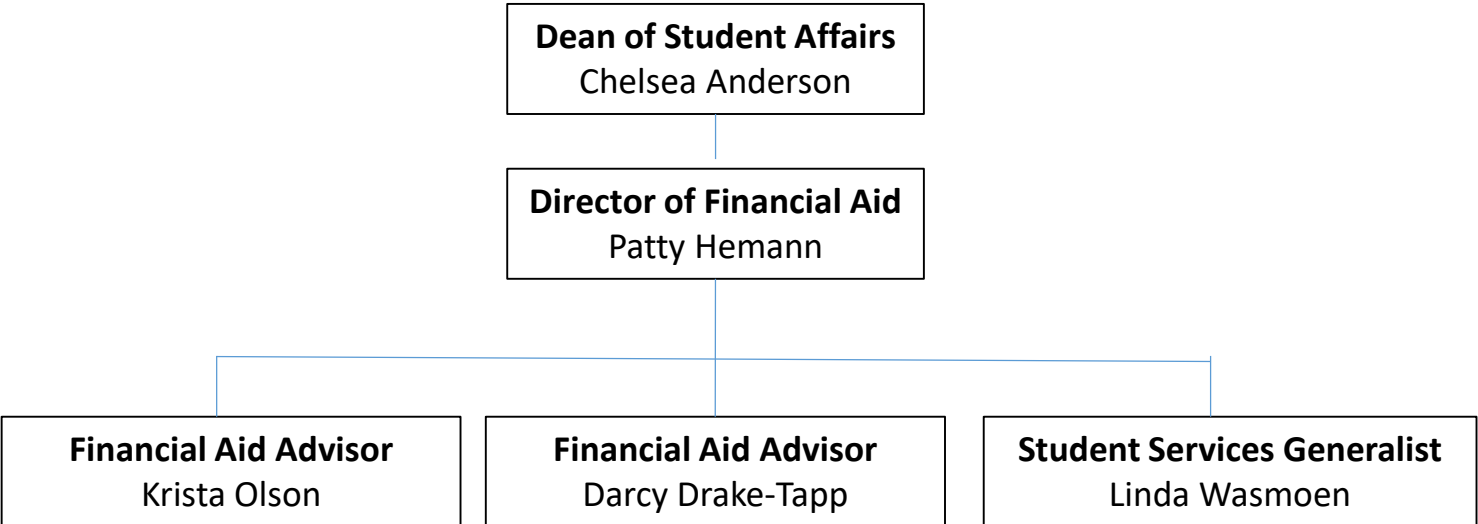 Dean of Student Affairs
Chelsea Anderson
Director of Financial Aid
Patty Hemann
Financial Aid Advisor
Krista Olson
Financial Aid Advisor
Darcy Drake-Tapp
Student Services Generalist
Linda Wasmoen